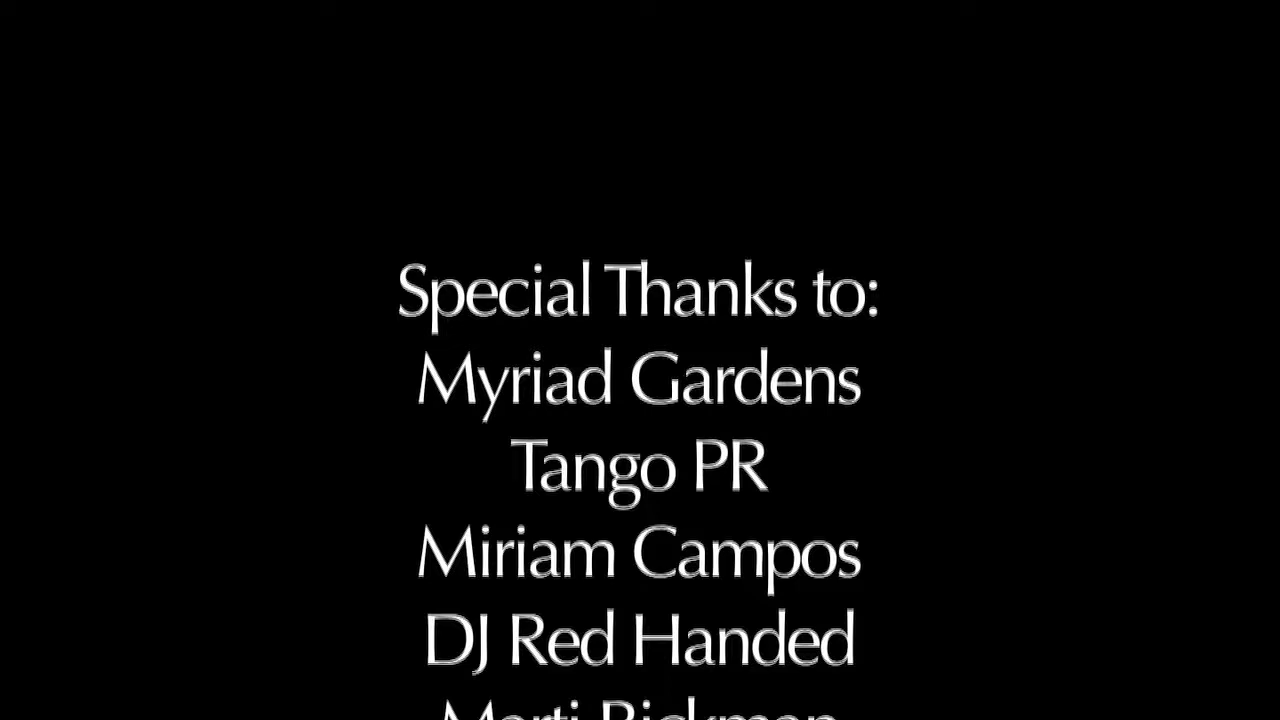 Special Thanks to:
Myriad Gardens
Tango PR
Miriam Campos
DJ Red Handed